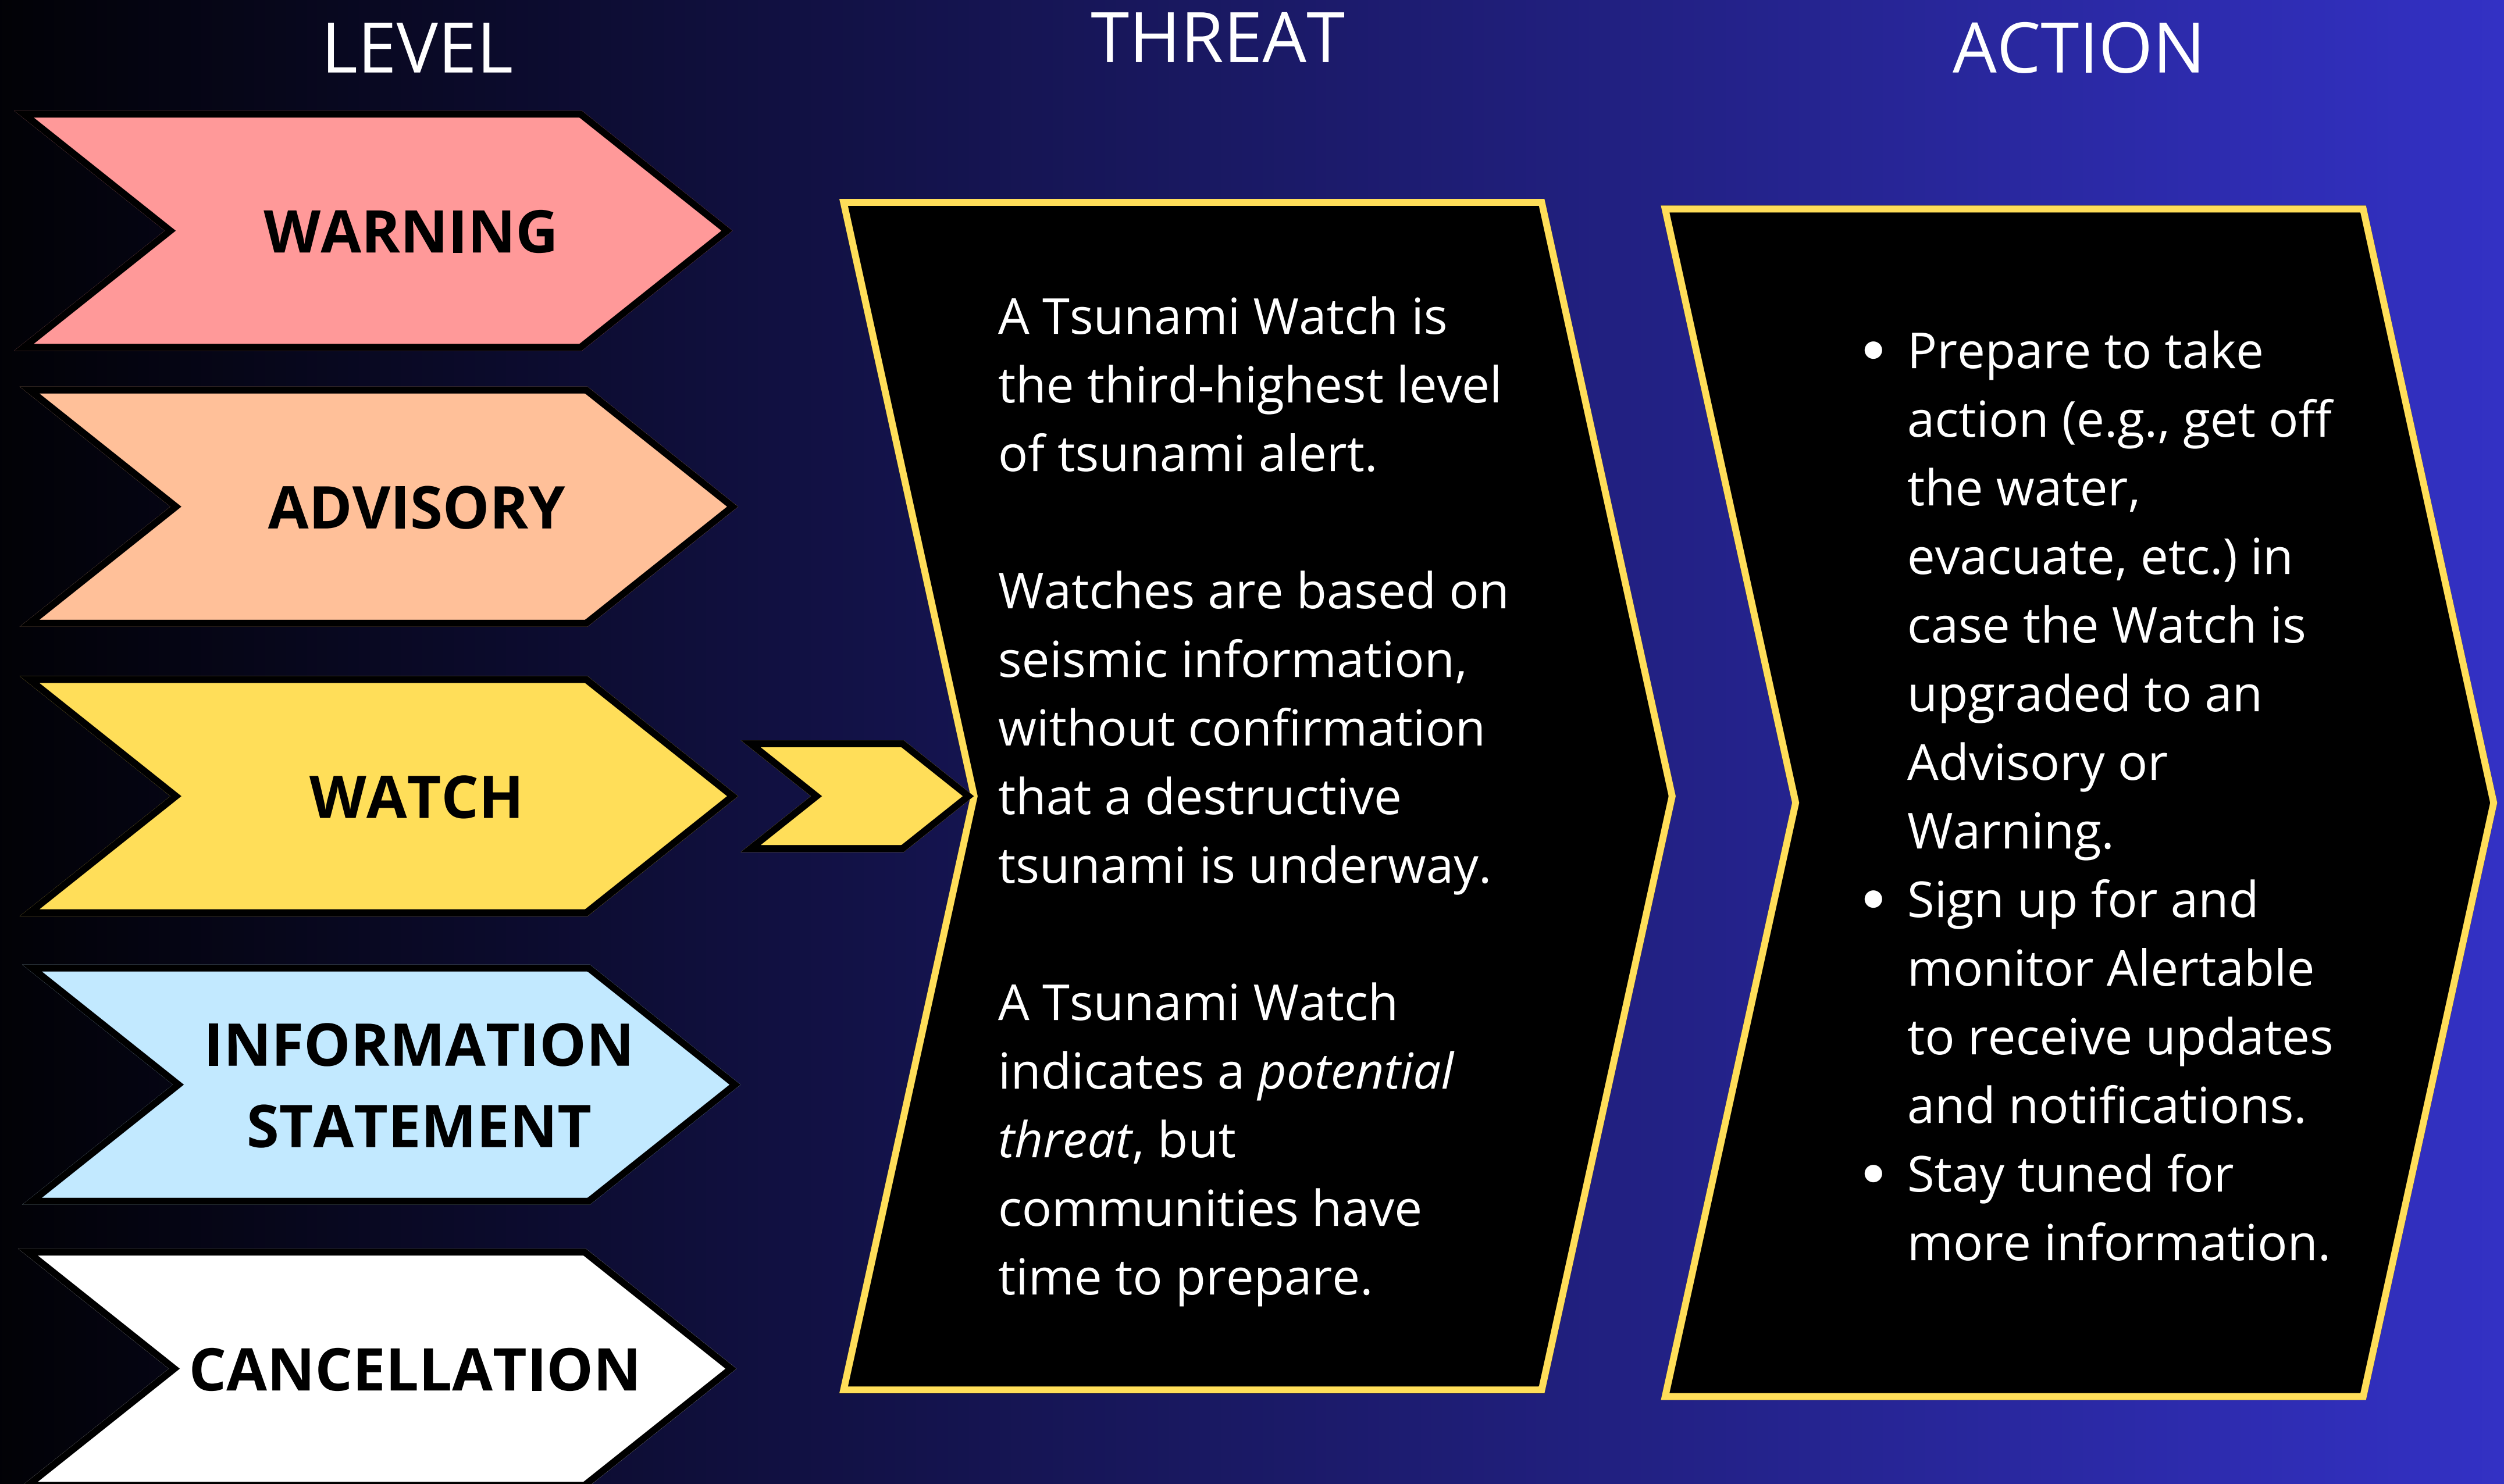 LEVEL
THREAT
ACTION
WARNING
ADVISORY
WATCH
INFORMATION
STATEMENT
CANCELLATION
A Tsunami Watch is
the third-highest level
of tsunami alert.
Watches are based on
seismic information,
without confirmation
that a destructive
tsunami is underway.
A Tsunami Watch
indicates a potential
threat, but
communities have
time to prepare.
• Prepare to take
action (e.g., get off
the water,
evacuate, etc.) in
case the Watch is
upgraded to an
Advisory or
Warning.
• Sign up for and
monitor Alertable
to receive updates
and notifications.
• Stay tuned for
more information.